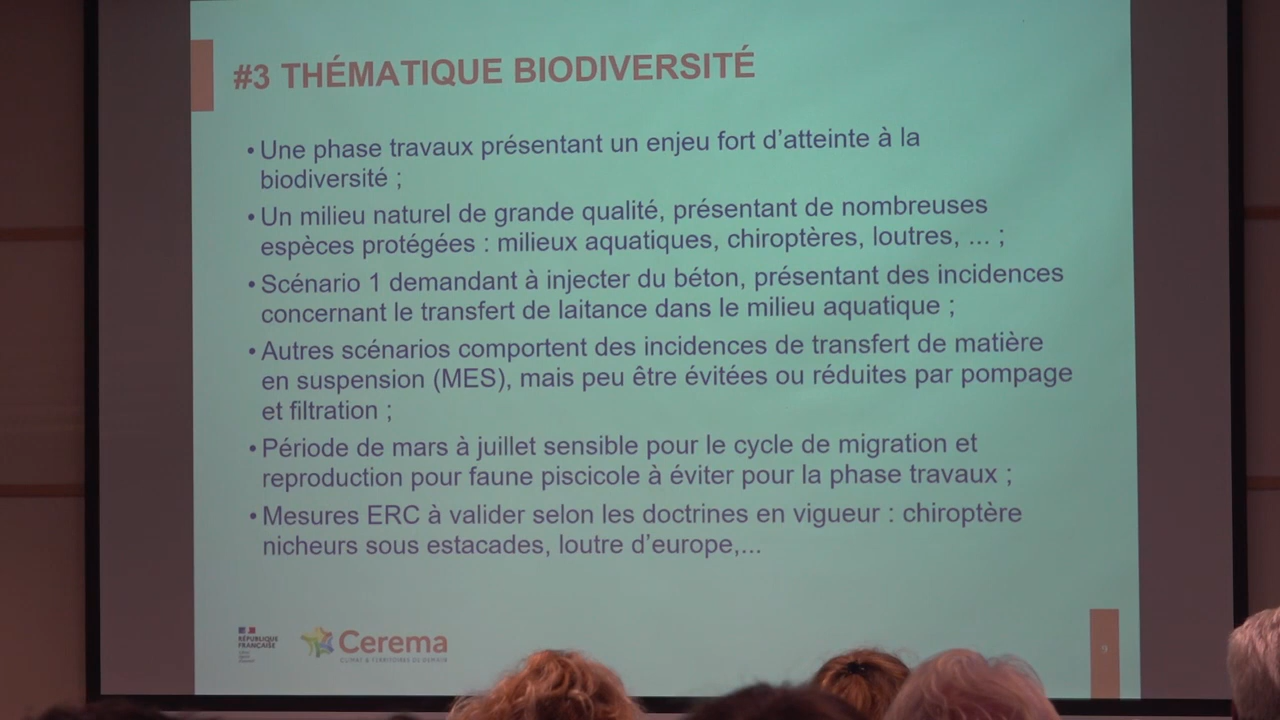 #3 THÉMATIQUE BIODIVERSITÉ
• Une phase travaux présentant un enjeu fort d'atteinte à la
biodiversité ;
• Un milieu naturel de grande qualité, présentant de nombreuses
espèces protégées : milieux aquatiques, chiroptères, loutres, ... ;
• Scénario 1 demandant à injecter du béton, présentant des incidences
concernant le transfert de laitance dans le milieu aquatique ;
• Autres scénarios comportent des incidences de transfert de matière
en suspension (MES), mais peu être évitées ou réduites par pompage
et filtration ;
• Période de mars à juillet sensible pour le cycle de migration et
reproduction pour faune piscicole à éviter pour la phase travaux ;
• Mesures ERC à valider selon les doctrines en vigueur : chiroptère
nicheurs sous estacades, loutre d'europe,...
RÉPUBLIQUE
FRANÇAISE
Cerema
CLIMAT & TERRITOIRES DE DEMAIN
9